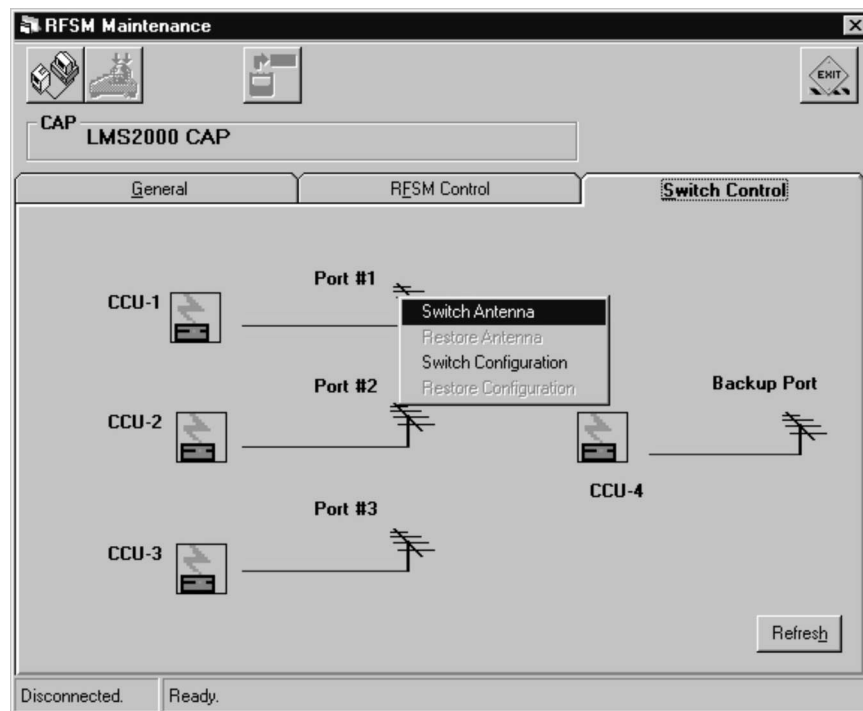 RFSM Maintenance
EXIT
CAP
LMS2000 CAP
General
RFSM Control
Switch Control
Port #1
CCU-1
Switch Antenna
Restore Antenna
Switch Configuration
Restore Configuration
Port #2
Backup Port
CCU-2
CCU-4
Port #3
CCU-3
Refresh
Disconnected.
Ready.